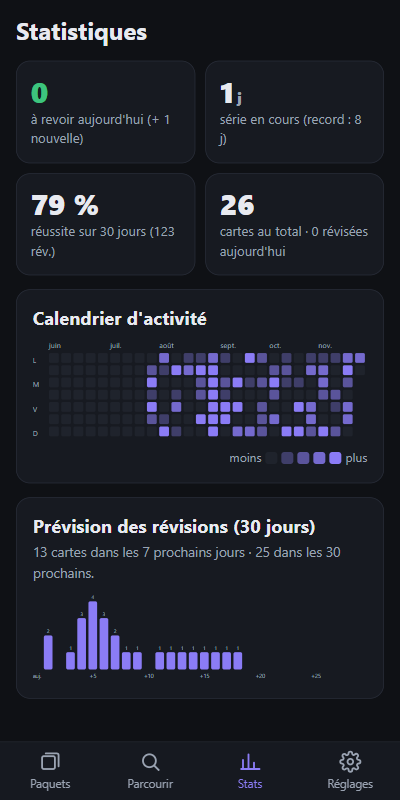 Statistiques
0
à revoir aujourd'hui (+ 1
nouvelle)
1 j
série en cours (record : 8
j)
79 %
réussite sur 30 jours (123
rév.)
26
cartes au total · 0 révisées
aujourd'hui
Calendrier d'activité
juin juil. août sept. oct. nov.
L
M
V
D
moins plus
Prévision des révisions (30 jours)
13 cartes dans les 7 prochains jours · 25 dans les 30
prochains.
2 1 3 4 3 2 1 1 1 1 1 1 1 1 1 1
auj. +5 +10 +15 +20 +25
Paquets Parcourir Stats Réglages